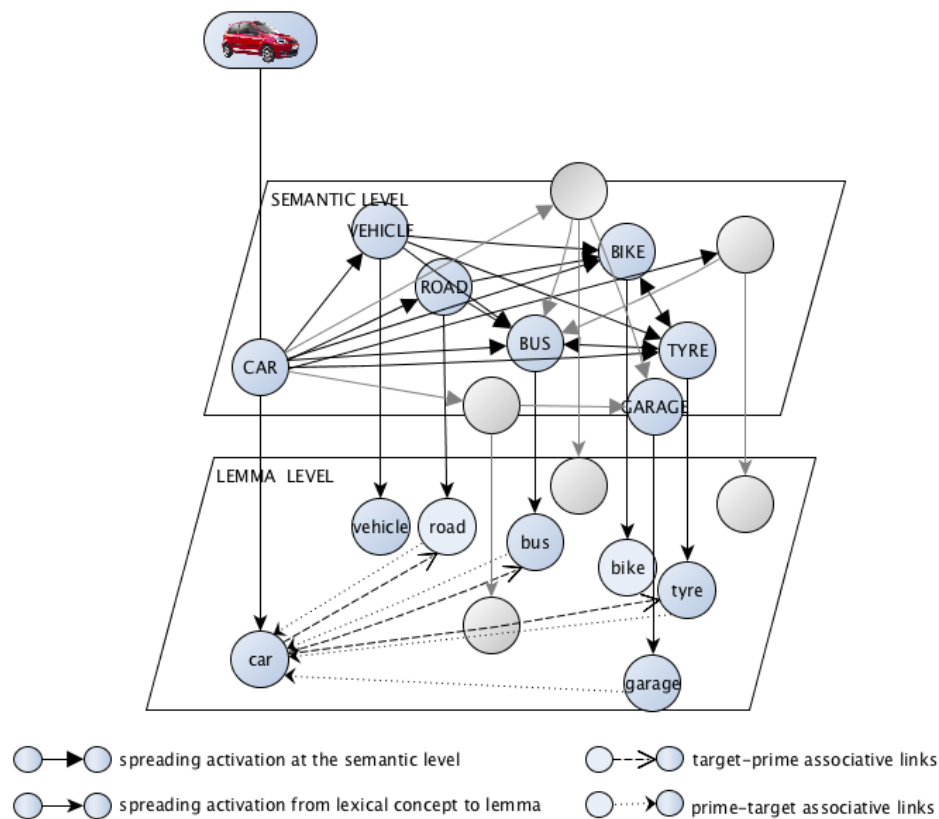 SEMANTIC LEVEL
VEHICLE
BIKE
ROAD
BUS
TYRE
CAR
GARAGE
LEMMA LEVEL
vehicle
road
bus
bike
tyre
car
garage
spreading activation at the semantic level
target-prime associative links
spreading activation from lexical concept to lemma
prime-target associative links